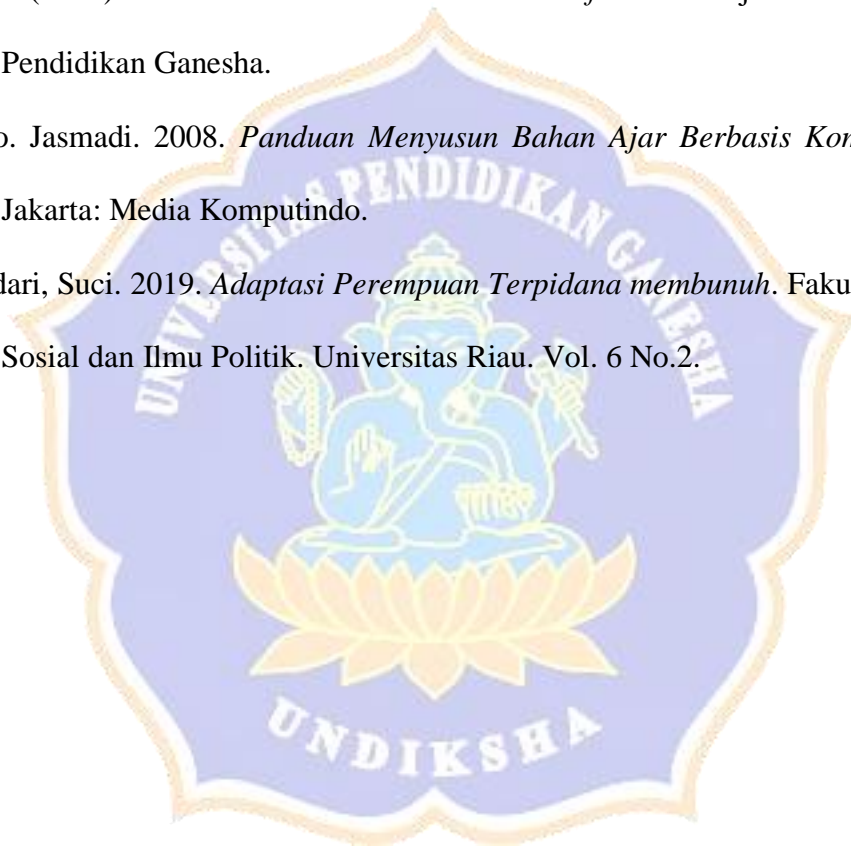 Pendidikan Ganesha.
o. Jasmadi. 2008. Panduan Menyusun Bahan Ajar Berbasis Kom
Jakarta: Media Komputindo.
dari, Suci. 2019. Adaptasi Perempuan Terpidana membunuh. Faku
Sosial dan Ilmu Politik. Universitas Riau. Vol. 6 No.2.
UNIVERSITAS PENDIDIKAN GANESHA
UNDIKSHA